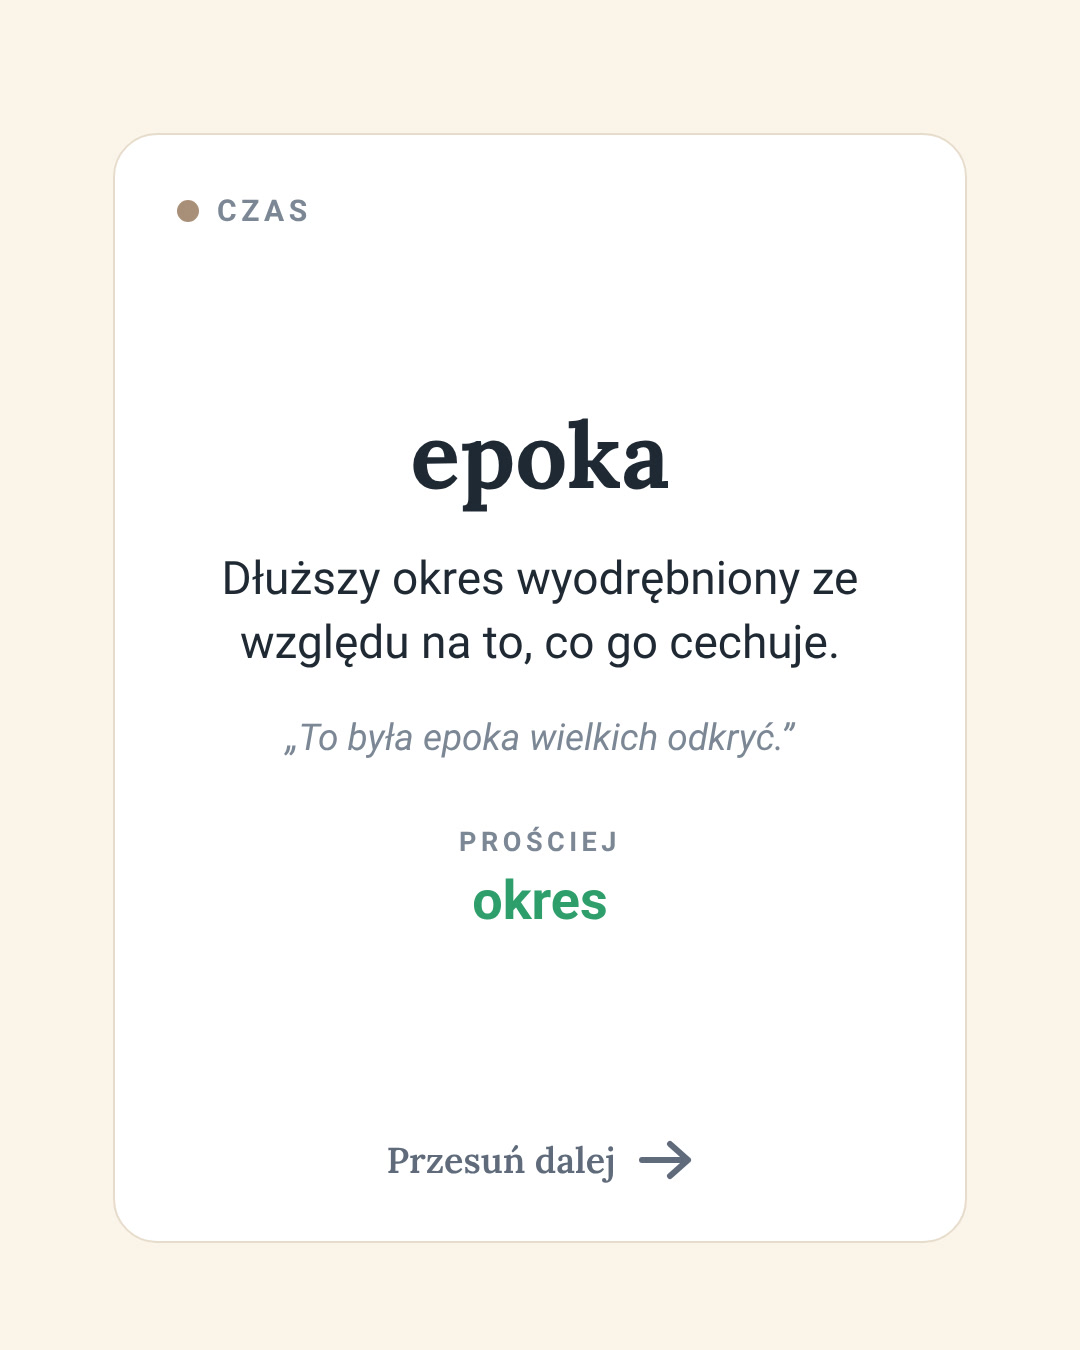 CZAS
epoka
Dłuższy okres wyodrębniony ze
względu na to, co go cechuje.
„To była epoka wielkich odkryć.”
PROŚCIEJ
okres
Przesuń dalej